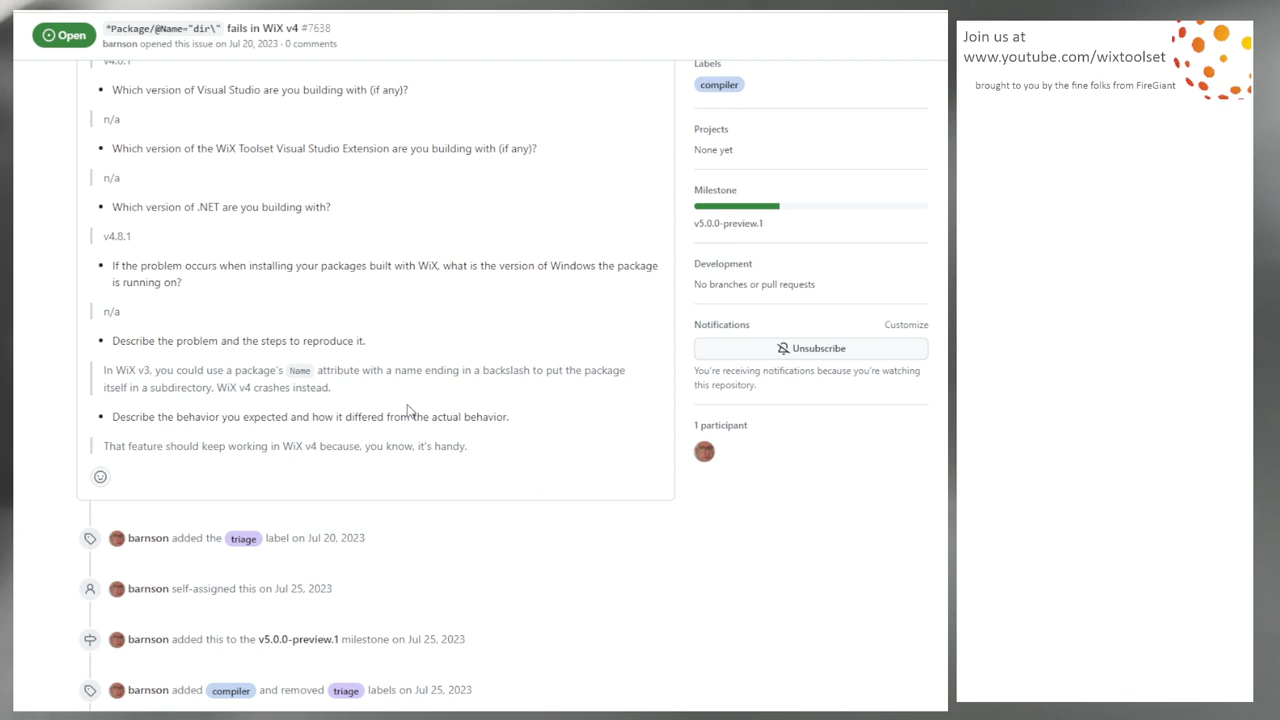 Open
*Package/@Name="dir\" fails in WiX v4 #7638
barnson opened this issue on Jul 20, 2023 · 0 comments
v4.0.1
• Which version of Visual Studio are you building with (if any)?
n/a
• Which version of the WiX Toolset Visual Studio Extension are you building with (if any)?
n/a
• Which version of .NET are you building with?
v4.8.1
• If the problem occurs when installing your packages built with WiX, what is the version of Windows the package
is running on?
n/a
• Describe the problem and the steps to reproduce it.
In WiX v3, you could use a package's Name attribute with a name ending in a backslash to put the package
itself in a subdirectory. WiX v4 crashes instead.
• Describe the behavior you expected and how it differed from the actual behavior.
That feature should keep working in WiX v4 because, you know, it's handy.
barnson added the triage label on Jul 20, 2023
barnson self-assigned this on Jul 25, 2023
barnson added this to the v5.0.0-preview.1 milestone on Jul 25, 2023
barnson added compiler and removed triage labels on Jul 25, 2023
Labels
compiler
Projects
None yet
Milestone
v5.0.0-preview.1
Development
No branches or pull requests
Notifications
Customize
Unsubscribe
You're receiving notifications because you're watching
this repository.
1 participant
Join us at
www.youtube.com/wixtoolset
brought to you by the fine folks from FireGiant